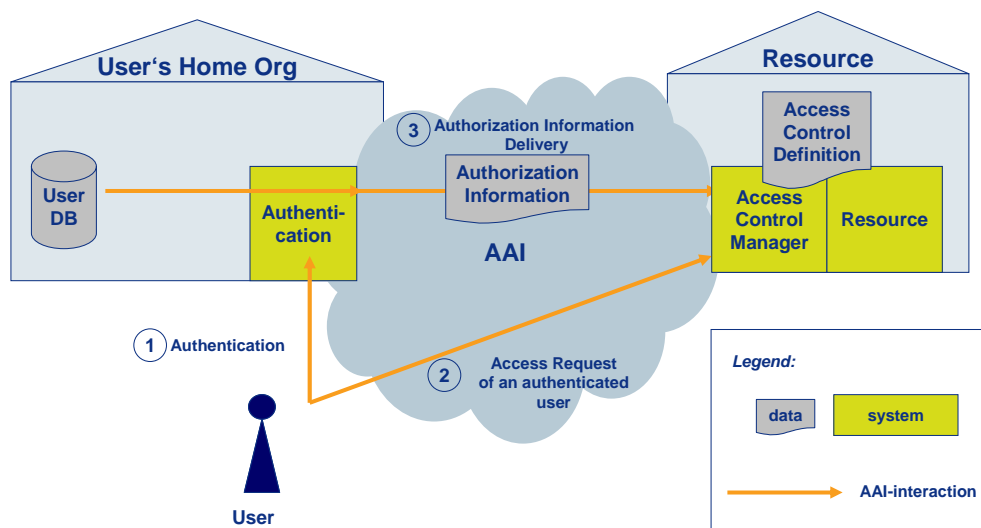 User's Home Org
Resource
Access
Control
Definition
3 Authorization Information
Delivery
Authorization
Information
User
DB
Authenti-
cation
Access
Control
Manager
Resource
AAI
1 Authentication
2 Access Request
of an authenticated
user
User
Legend:
data
system
AAI-interaction